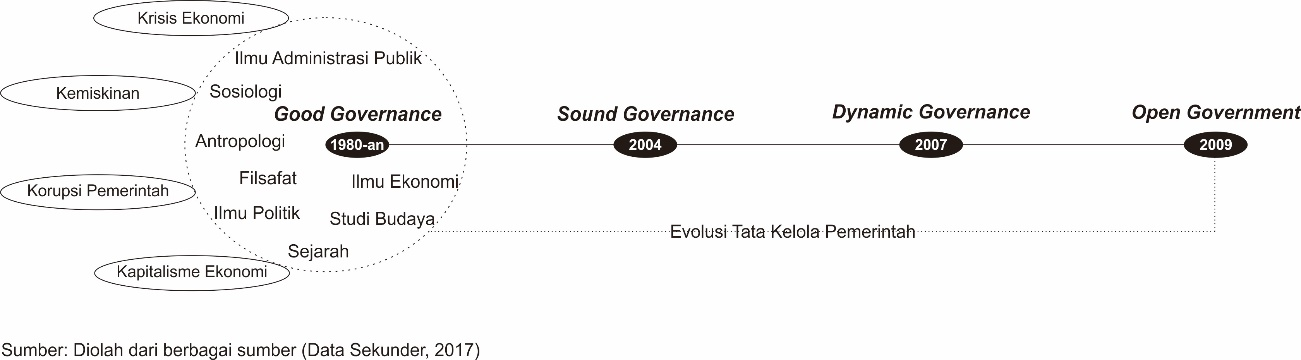 Krisis Ekonomi
Ilmu Administrasi Publik
Kemiskinan
Sosiologi
Good Governance
Sound Governance
Dynamic Governance
Open Government
Antropologi
1980-an
2004
2007
2009
Filsafat
Ilmu Ekonomi
Korupsi Pemerintah
Ilmu Politik
Studi Budaya
Evolusi Tata Kelola Pemerintah
Sejarah
Kapitalisme Ekonomi
Sumber: Diolah dari berbagai sumber (Data Sekunder, 2017)